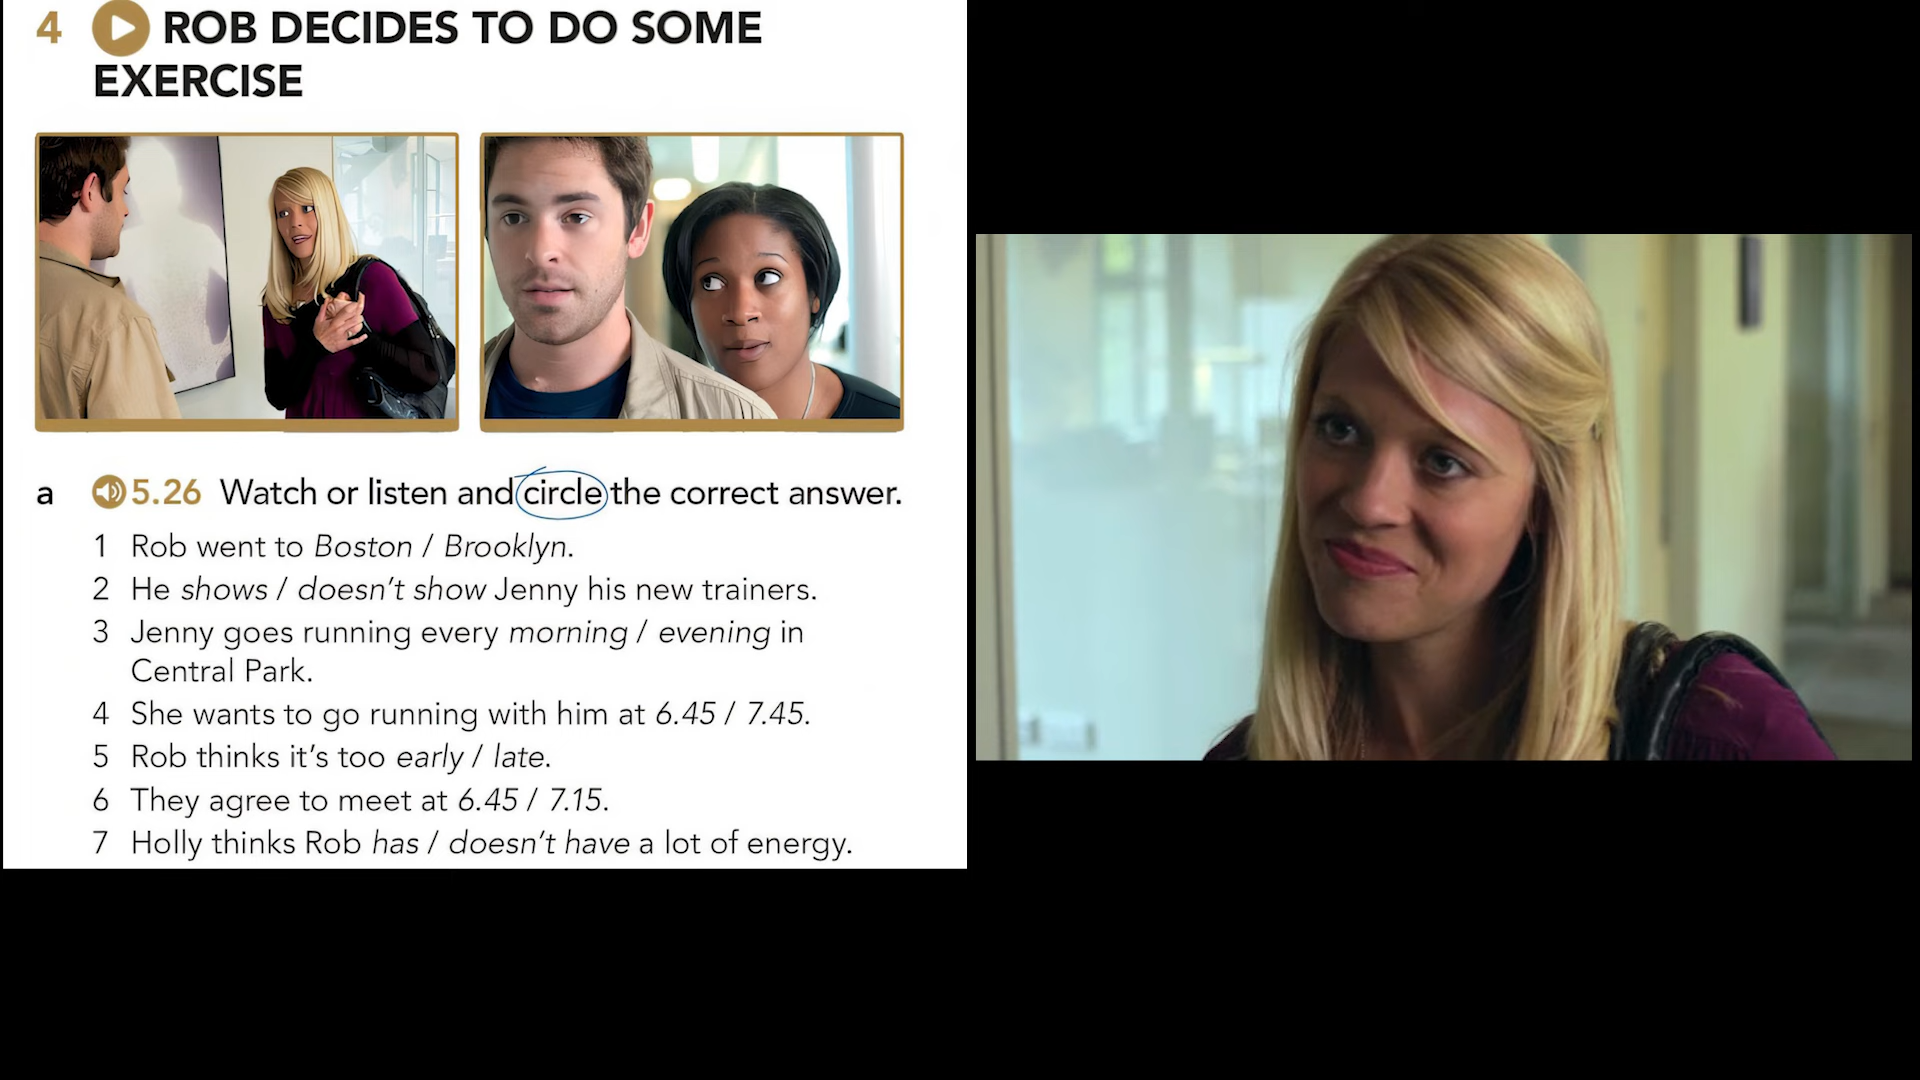 4 ROB DECIDES TO DO SOME
EXERCISE
a 5.26 Watch or listen and circle the correct answer.
1 Rob went to Boston / Brooklyn.
2 He shows / doesn't show Jenny his new trainers.
3 Jenny goes running every morning / evening in
Central Park.
4 She wants to go running with him at 6.45 / 7.45.
5 Rob thinks it's too early / late.
6 They agree to meet at 6.45 / 7.15.
7 Holly thinks Rob has / doesn't have a lot of energy.